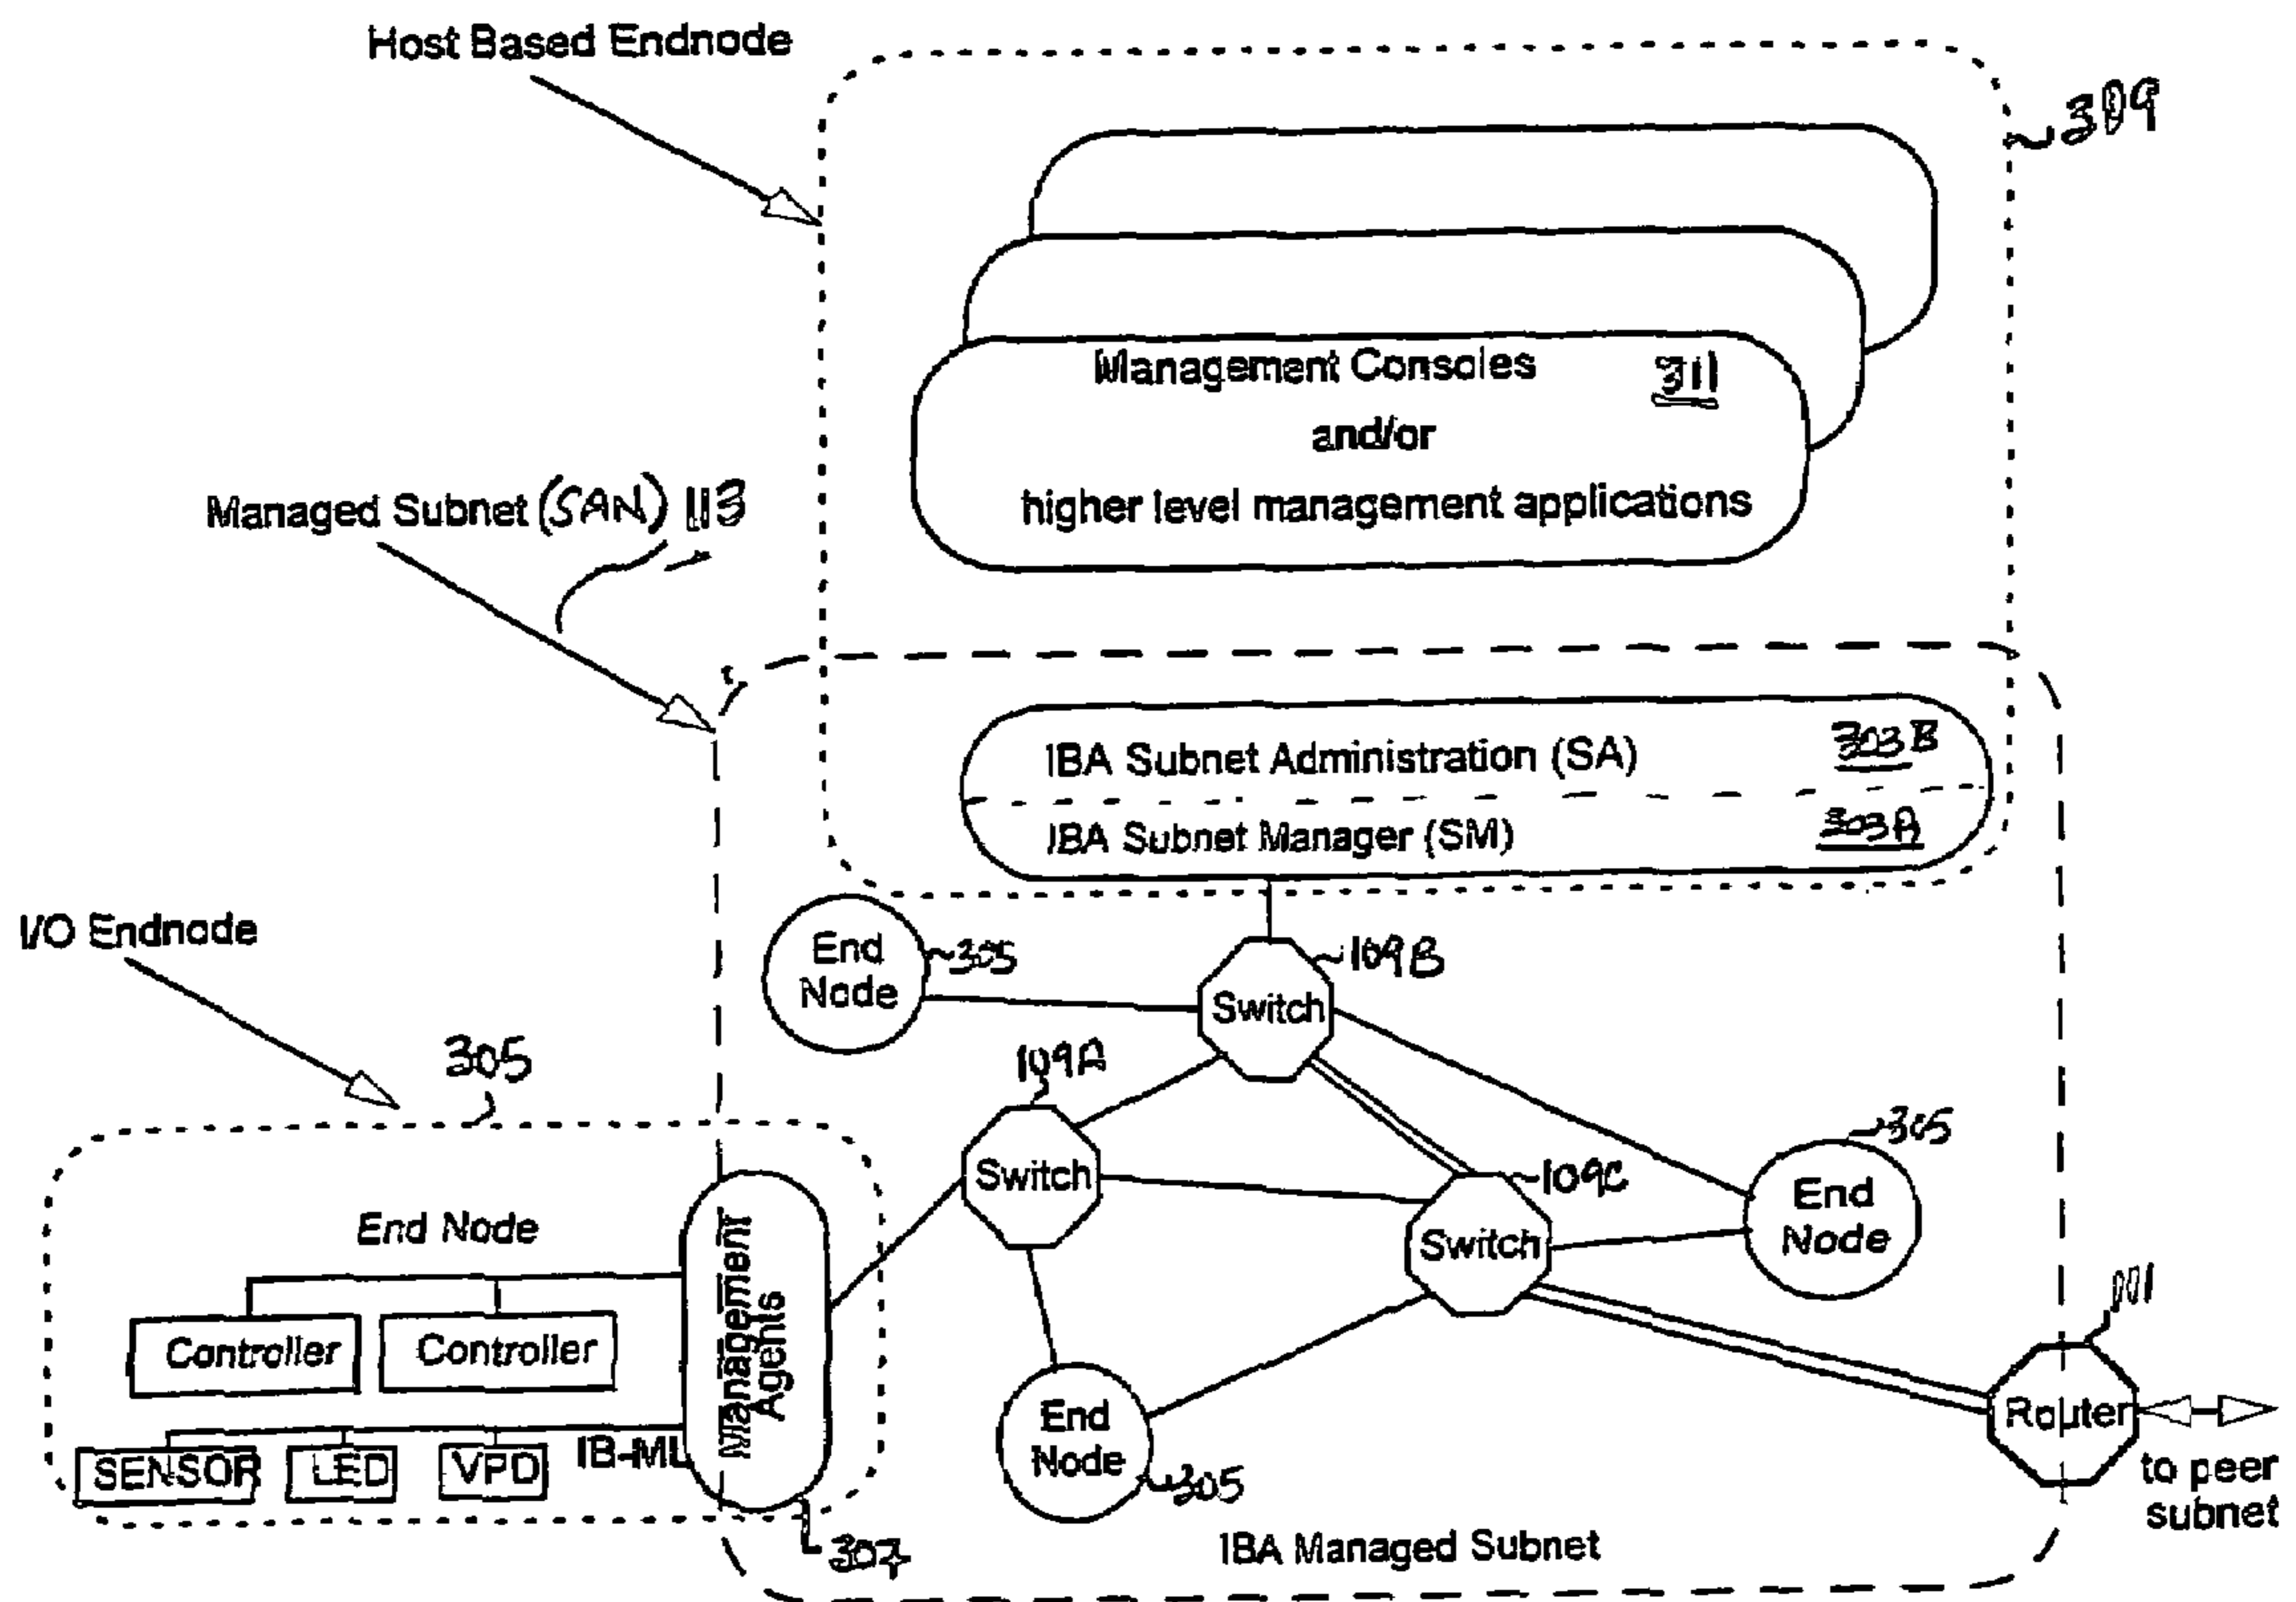 Host Based Endnode
309
Management Consoles 311
and/or
higher level management applications
Managed Subnet (SAN) 113
IBA Subnet Administration (SA) 303B
IBA Subnet Manager (SM) 303A
I/O Endnode
End
Node
305
Switch
109B
305
109A
Switch
109C
Switch
305
End
Node
End Node
Controller
Controller
Management
Agents
SENSOR
LED
VPD
IB-ML
307
End
Node
305
Router
to peer
subnet
IBA Managed Subnet